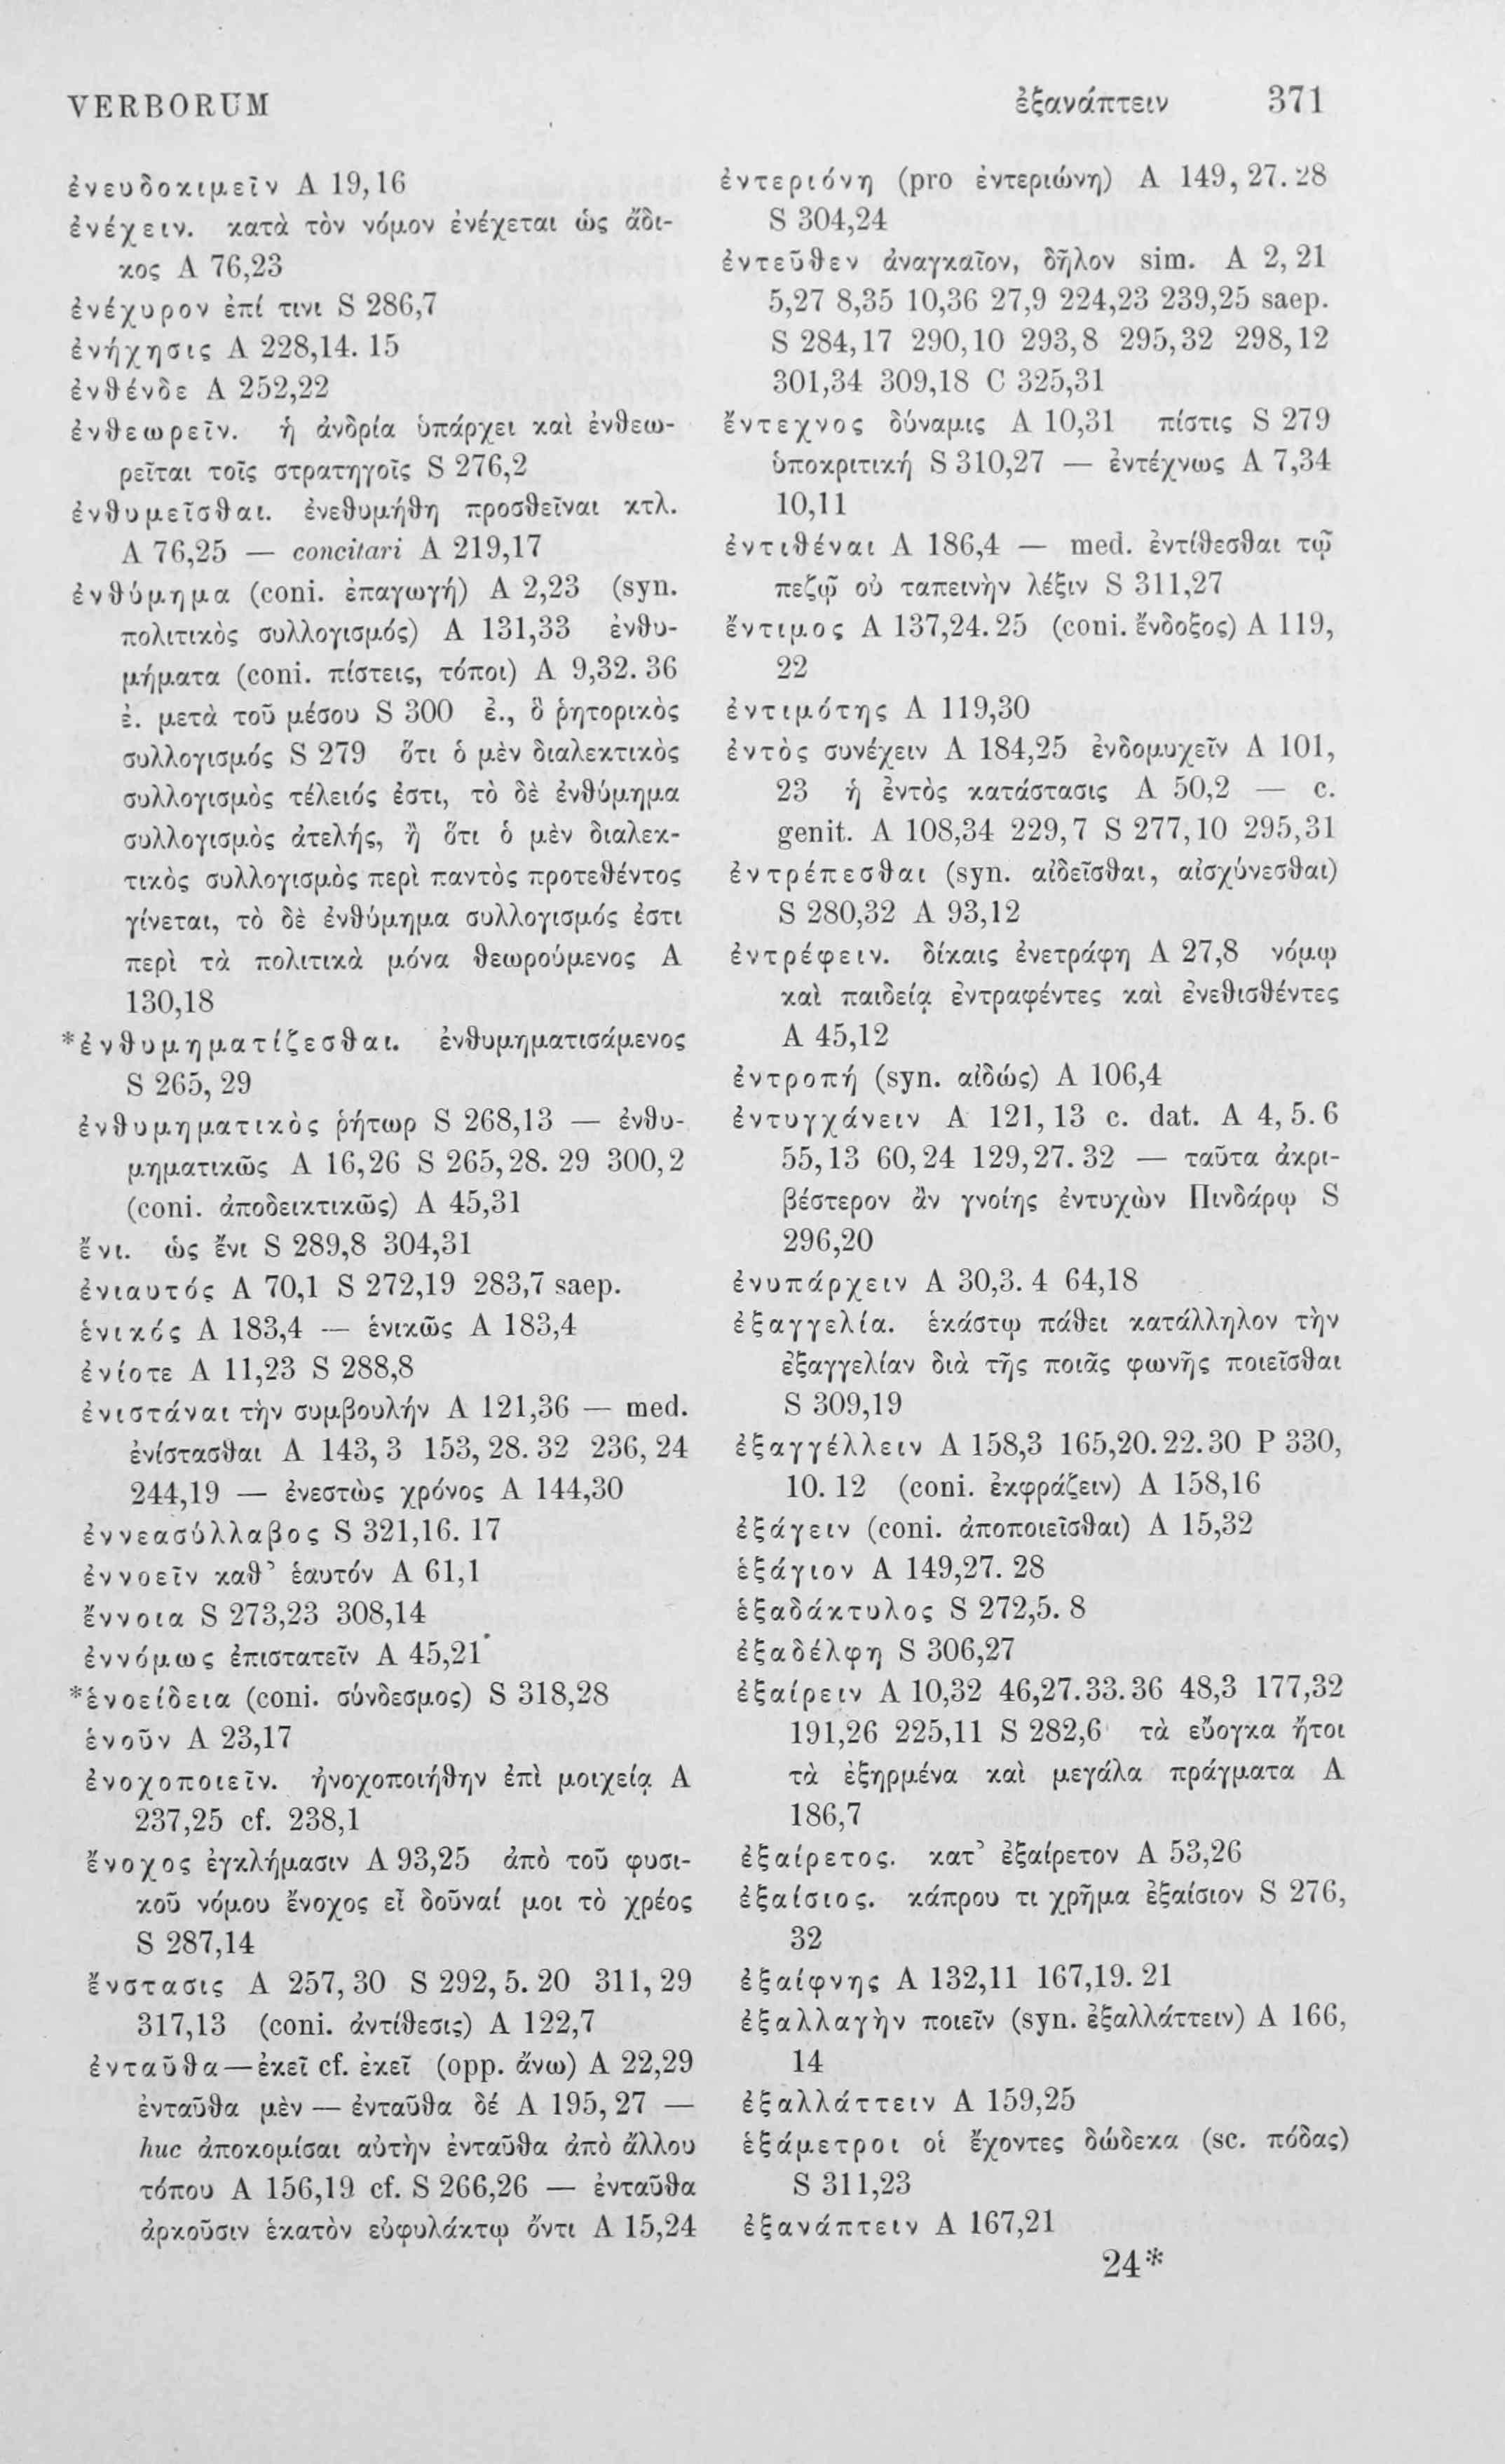 VERBORUM ἐξανάπτειν 371
ἐνευδοκιμεῖν A 19,16
ἐνέχειν. κατὰ τὸν νόμον ἐνέχεται ὡς ἄδι-
κος A 76,23
ἐνέχυρον ἐπί τινι S 286,7
ἐνήχησις A 228,14. 15
ἐνθένδε A 252,22
ἐνθεωρεῖν. ἡ ἀνδρία ὑπάρχει καὶ ἐνθεω-
ρεῖται τοῖς στρατηγοῖς S 276,2
ἐνθυμεῖσθαι. ἐνεθυμήθη προσθεῖναι κτλ.
A 76,25 — concitari A 219,17
ἐνθύμημα (coni. ἐπαγωγή) A 2,23 (syn.
πολιτικὸς συλλογισμός) A 131,33 ἐνθυ-
μήματα (coni. πίστεις, τόποι) A 9,32. 36
ἐ. μετὰ τοῦ μέσου S 300 ἐ., ὃ ῥητορικὸς
συλλογισμός S 279 ὅτι ὁ μὲν διαλεκτικὸς
συλλογισμὸς τέλειός ἐστι, τὸ δὲ ἐνθύμημα
συλλογισμὸς ἀτελής, ἢ ὅτι ὁ μὲν διαλεκ-
τικὸς συλλογισμὸς περὶ παντὸς προτεθέντος
γίνεται, τὸ δὲ ἐνθύμημα συλλογισμός ἐστι
περὶ τὰ πολιτικὰ μόνα θεωρούμενος A
130,18
*ἐνθυμηματίζεσθαι. ἐνθυμηματισάμενος
S 265, 29
ἐνθυμηματικὸς ῥήτωρ S 268,13 — ἐνθυ-
μηματικῶς A 16,26 S 265,28. 29 300,2
(coni. ἀποδεικτικῶς) A 45,31
ἔνι. ὡς ἔνι S 289,8 304,31
ἐνιαυτός A 70,1 S 272,19 283,7 saep.
ἑνικός A 183,4 — ἑνικῶς A 183,4
ἐνίοτε A 11,23 S 288,8
ἐνιστάναι τὴν συμβουλήν A 121,36 — med.
ἐνίστασθαι A 143, 3 153, 28. 32 236, 24
244,19 — ἐνεστὼς χρόνος A 144,30
ἐννεασύλλαβος S 321,16. 17
ἐννοεῖν καθ’ ἑαυτόν A 61,1
ἔννοια S 273,23 308,14
ἐννόμως ἐπιστατεῖν A 45,21
*ἑνοείδεια (coni. σύνδεσμος) S 318,28
ἑνοῦν A 23,17
ἐνοχοποιεῖν. ἠνοχοποιήθην ἐπὶ μοιχείᾳ A
237,25 cf. 238,1
ἔνοχος ἐγκλήμασιν A 93,25 ἀπὸ τοῦ φυσι-
κοῦ νόμου ἔνοχος εἶ δοῦναί μοι τὸ χρέος
S 287,14
ἔνστασις A 257, 30 S 292, 5. 20 311, 29
317,13 (coni. ἀντίθεσις) A 122,7
ἐνταῦθα—ἐκεῖ cf. ἐκεῖ (opp. ἄνω) A 22,29
ἐνταῦθα μὲν — ἐνταῦθα δέ A 195, 27 —
huc ἀποκομίσαι αὐτὴν ἐνταῦθα ἀπὸ ἄλλου
τόπου A 156,19 cf. S 266,26 — ἐνταῦθα
ἀρκοῦσιν ἑκατὸν εὐφυλάκτῳ ὄντι A 15,24
ἐντεριόνη (pro ἐντεριώνη) A 149, 27. 28
S 304,24
ἐντεῦθεν ἀναγκαῖον, δῆλον sim. A 2, 21
5,27 8,35 10,36 27,9 224,23 239,25 saep.
S 284,17 290,10 293,8 295,32 298,12
301,34 309,18 C 325,31
ἔντεχνος δύναμις A 10,31 πίστις S 279
ὑποκριτική S 310,27 — ἐντέχνως A 7,34
10,11
ἐντιθέναι A 186,4 — med. ἐντίθεσθαι τῷ
πεζῷ οὐ ταπεινὴν λέξιν S 311,27
ἔντιμος A 137,24. 25 (coni. ἔνδοξος) A 119,
22
ἐντιμότης A 119,30
ἐντὸς συνέχειν A 184,25 ἐνδομυχεῖν A 101,
23 ἡ ἐντὸς κατάστασις A 50,2 — c.
genit. A 108,34 229,7 S 277,10 295,31
ἐντρέπεσθαι (syn. αἰδεῖσθαι, αἰσχύνεσθαι)
S 280,32 A 93,12
ἐντρέφειν. δίκαις ἐνετράφη A 27,8 νόμῳ
καὶ παιδείᾳ ἐντραφέντες καὶ ἐνεθισθέντες
A 45,12
ἐντροπή (syn. αἰδώς) A 106,4
ἐντυγχάνειν A 121, 13 c. dat. A 4, 5. 6
55,13 60,24 129,27. 32 — ταῦτα ἀκρι-
βέστερον ἂν γνοίης ἐντυχὼν Πινδάρῳ S
296,20
ἐνυπάρχειν A 30,3. 4 64,18
ἐξαγγελία. ἑκάστῳ πάθει κατάλληλον τὴν
ἐξαγγελίαν διὰ τῆς ποιᾶς φωνῆς ποιεῖσθαι
S 309,19
ἐξαγγέλλειν A 158,3 165,20. 22. 30 P 330,
10. 12 (coni. ἐκφράζειν) A 158,16
ἐξάγειν (coni. ἀποποιεῖσθαι) A 15,32
ἑξάγιον A 149,27. 28
ἑξαδάκτυλος S 272,5. 8
ἐξαδέλφη S 306,27
ἐξαίρειν A 10,32 46,27. 33. 36 48,3 177,32
191,26 225,11 S 282,6 τὰ εὔογκα ἤτοι
τὰ ἐξηρμένα καὶ μεγάλα πράγματα A
186,7
ἐξαίρετος. κατ’ ἐξαίρετον A 53,26
ἐξαίσιος. κάπρου τι χρῆμα ἐξαίσιον S 276,
32
ἐξαίφνης A 132,11 167,19. 21
ἐξαλλαγὴν ποιεῖν (syn. ἐξαλλάττειν) A 166,
14
ἐξαλλάττειν A 159,25
ἑξάμετροι οἱ ἔχοντες δώδεκα (sc. πόδας)
S 311,23
ἐξανάπτειν A 167,21
24*